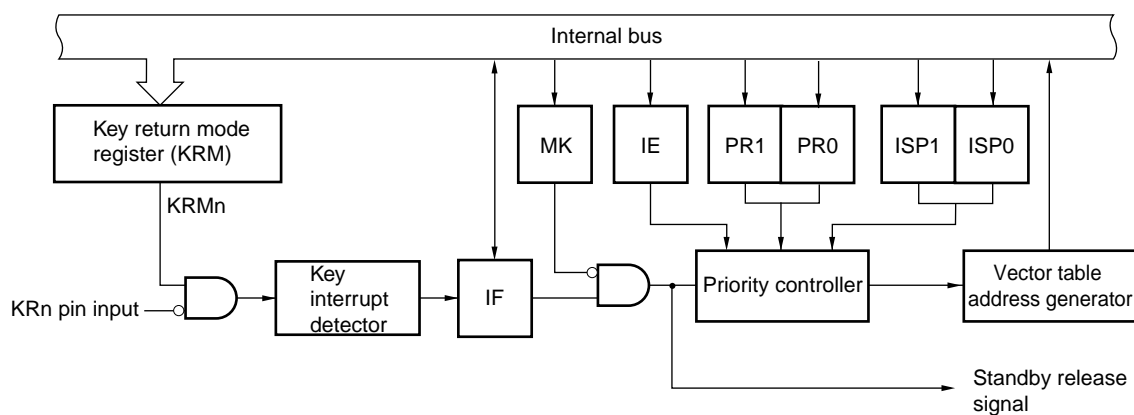 Internal bus
Key return mode
register (KRM)
MK
IE
PR1
PR0
ISP1
ISP0
KRMn
Key
interrupt
detector
IF
Priority controller
Vector table
address generator
KRn pin input
Standby release
signal